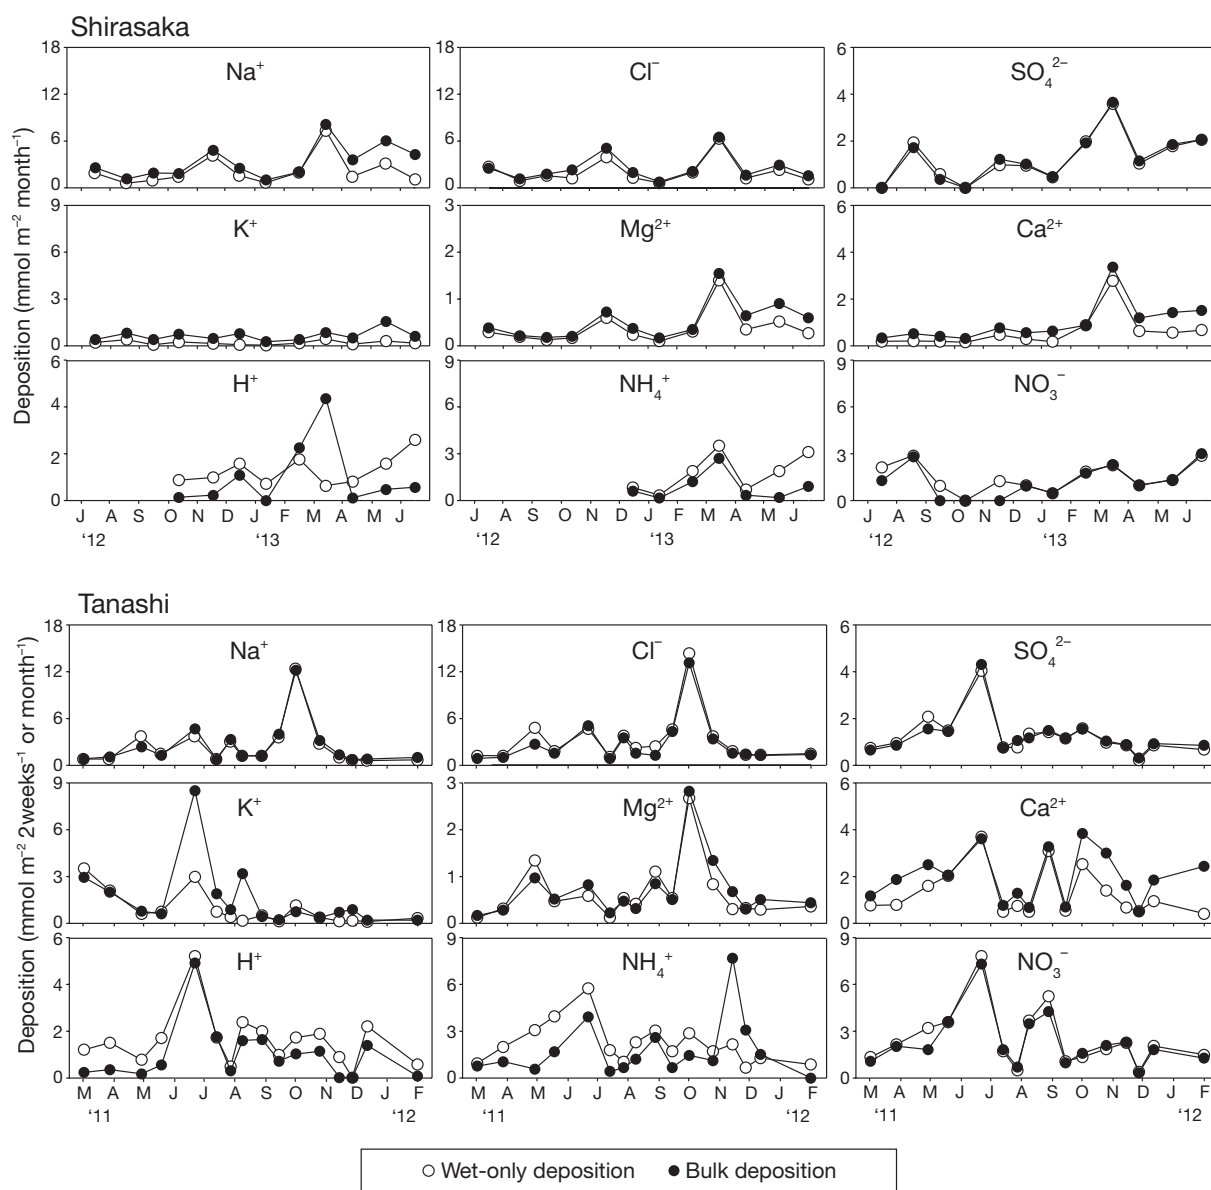 Shirasaka
Deposition (mmol m⁻² month⁻¹)
18 12 6 0 Na⁺
18 12 6 0 Cl⁻
6 4 2 0 SO₄²⁻
9 6 3 0 K⁺
3 2 1 0 Mg²⁺
6 4 2 0 Ca²⁺
6 4 2 0 H⁺
9 6 3 0 NH₄⁺
9 6 3 0 NO₃⁻
J A S O N D J F M A M J
J A S O N D J F M A M J
J A S O N D J F M A M J
‘12 ‘13
‘12 ‘13
‘12 ‘13
Tanashi
Deposition (mmol m⁻² 2weeks⁻¹ or month⁻¹)
18 12 6 0 Na⁺
18 12 6 0 Cl⁻
6 4 2 0 SO₄²⁻
9 6 3 0 K⁺
3 2 1 0 Mg²⁺
6 4 2 0 Ca²⁺
6 4 2 0 H⁺
9 6 3 0 NH₄⁺
9 6 3 0 NO₃⁻
M A M J J A S O N D F
M A M J J A S O N D F
M A M J J A S O N D F
‘11 ‘12
‘11 ‘12
‘11 ‘12
Wet-only deposition Bulk deposition